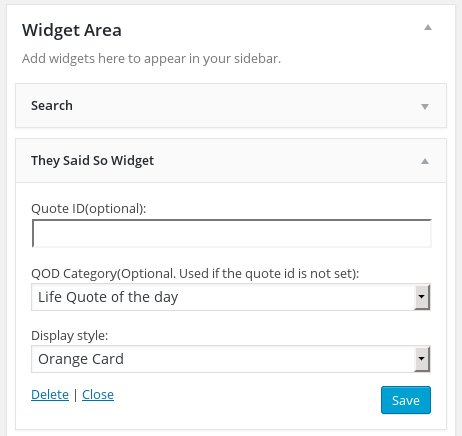 Widget Area
Add widgets here to appear in your sidebar.
Search
They Said So Widget
Quote ID(optional):
QOD Category(Optional. Used if the quote id is not set):
Life Quote of the day
Display style:
Orange Card
Delete | Close
Save